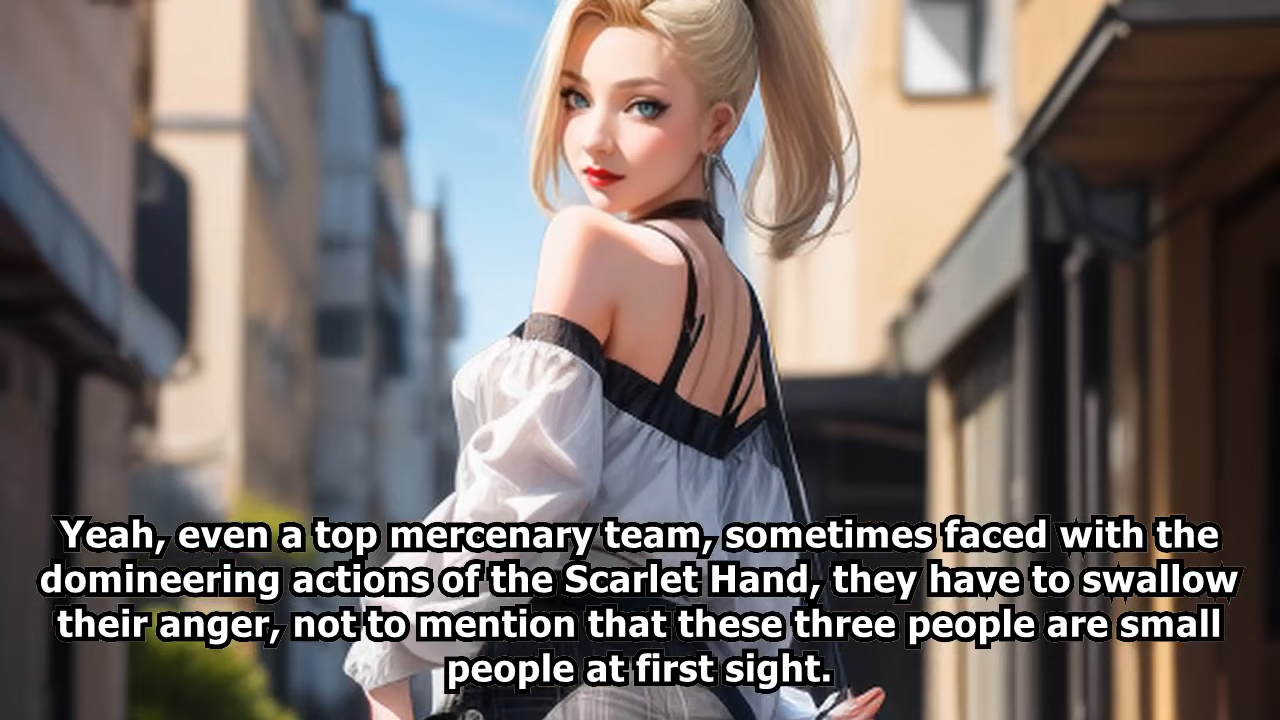 Yeah, even a top mercenary team, sometimes faced with the
domineering actions of the Scarlet Hand, they have to swallow
their anger, not to mention that these three people are small
people at first sight.